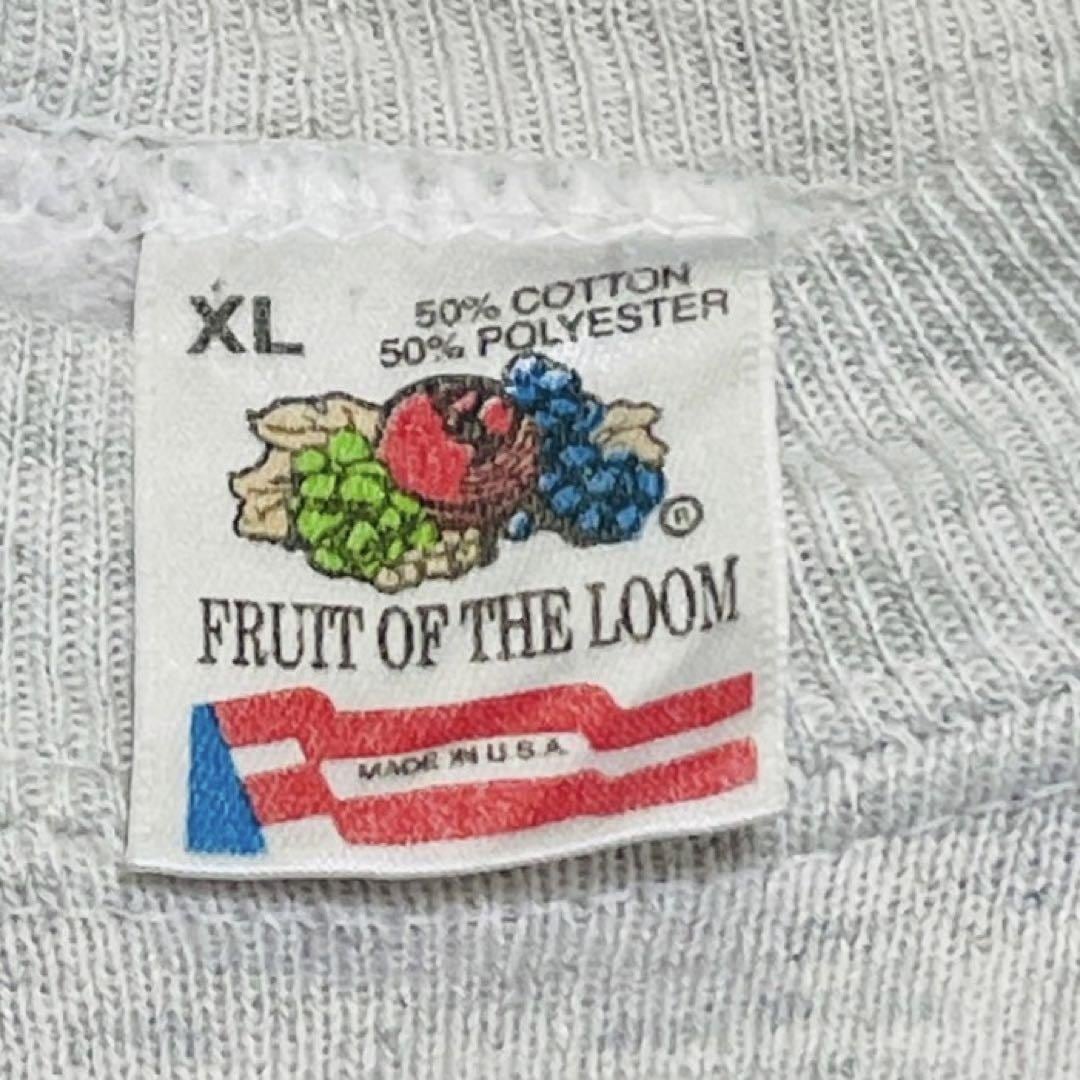 XL
50% COTTON
50% POLYESTER
®
FRUIT OF THE LOOM
MADE IN U.S.A.